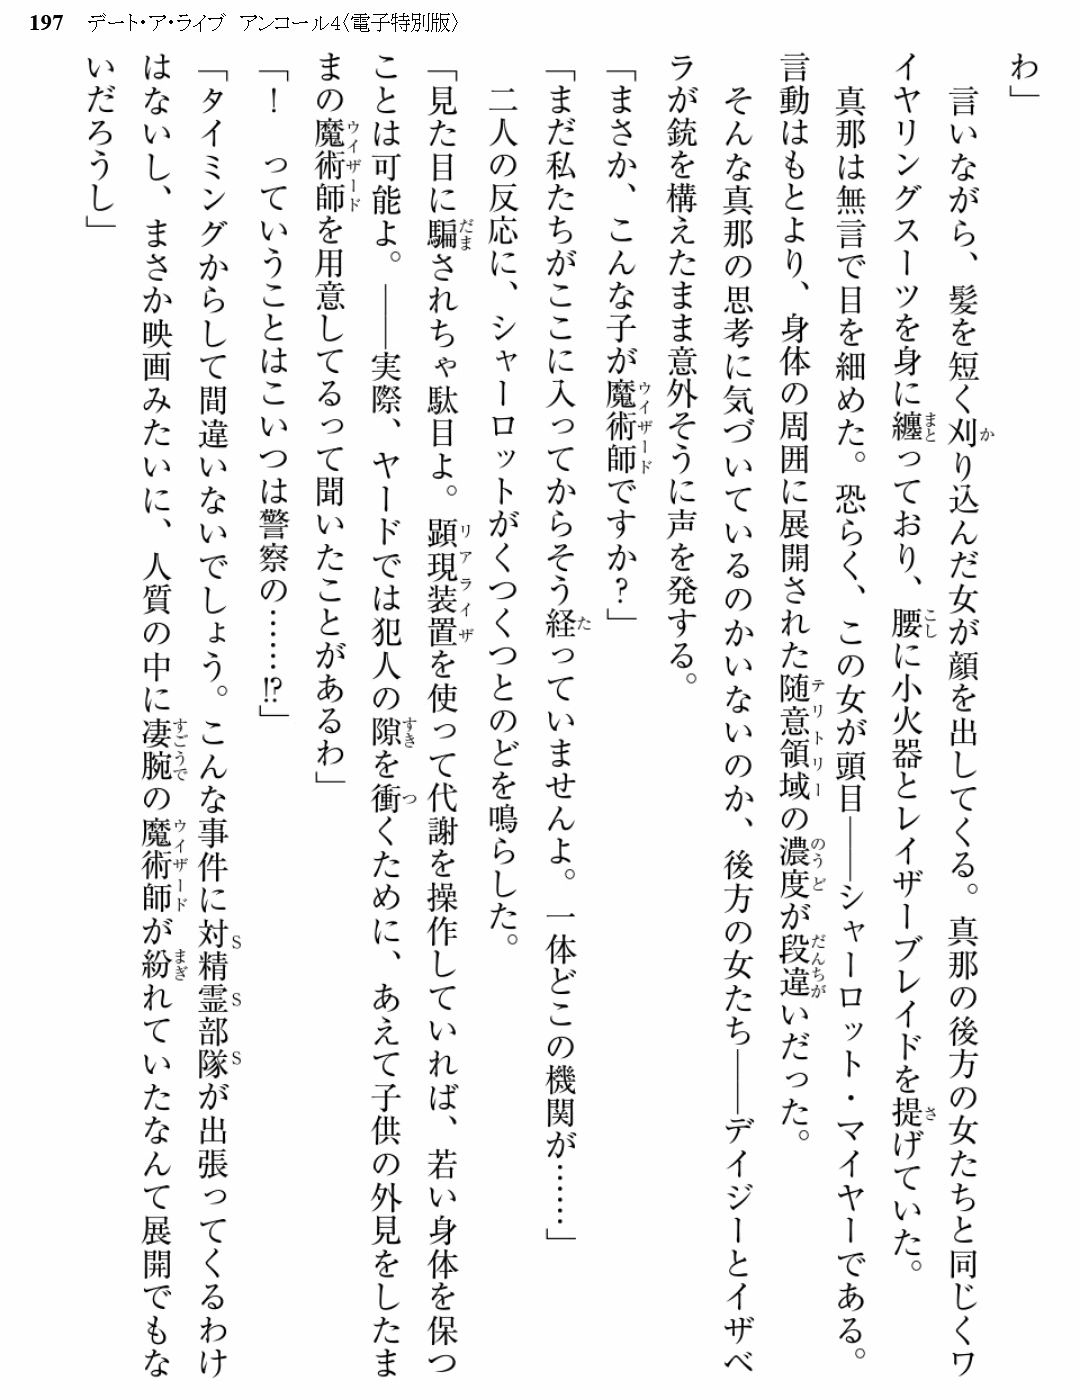 197　デート・ア・ライブ　アンコール4〈電子特別版〉
わ」
　言いながら、髪を短く刈り込んだ女が顔を出してくる。真那の後方の女たちと同じくワ
イヤリングスーツを身に纏っており、腰に小火器とレイザーブレイドを提げていた。
　真那は無言で目を細めた。恐らく、この女が頭目――シャーロット・マイヤーである。
言動はもとより、身体の周囲に展開された随意領域の濃度が段違いだった。
　そんな真那の思考に気づいているのかいないのか、後方の女たち――デイジーとイザベ
ラが銃を構えたまま意外そうに声を発する。
「まさか、こんな子が魔術師ですか？」
「まだ私たちがここに入ってからそう経っていませんよ。一体どこの機関が……」
　二人の反応に、シャーロットがくつくつとのどを鳴らした。
「見た目に騙されちゃ駄目よ。顕現装置を使って代謝を操作していれば、若い身体を保つ
ことは可能よ。――実際、ヤードでは犯人の隙を衝くために、あえて子供の外見をしたま
まの魔術師を用意してるって聞いたことがあるわ」
「！　っていうことはこいつは警察の……!?」
「タイミングからして間違いないでしょう。こんな事件に対精霊部隊が出張ってくるわけ
はないし、まさか映画みたいに、人質の中に凄腕の魔術師が紛れていたなんて展開でもな
いだろうし」